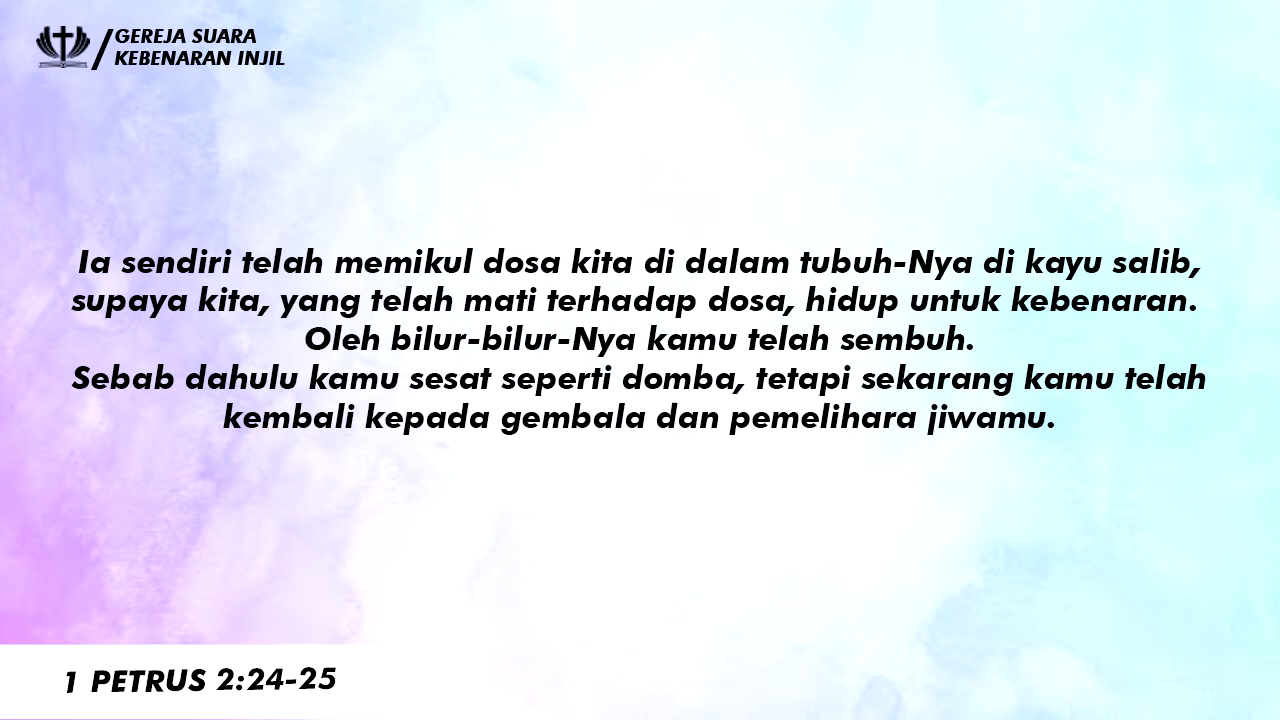 GEREJA SUARA
KEBENARAN INJIL
Ia sendiri telah memikul dosa kita di dalam tubuh-Nya di kayu salib,
supaya kita, yang telah mati terhadap dosa, hidup untuk kebenaran.
Oleh bilur-bilur-Nya kamu telah sembuh.
Sebab dahulu kamu sesat seperti domba, tetapi sekarang kamu telah
kembali kepada gembala dan pemelihara jiwamu.
1 PETRUS 2:24-25